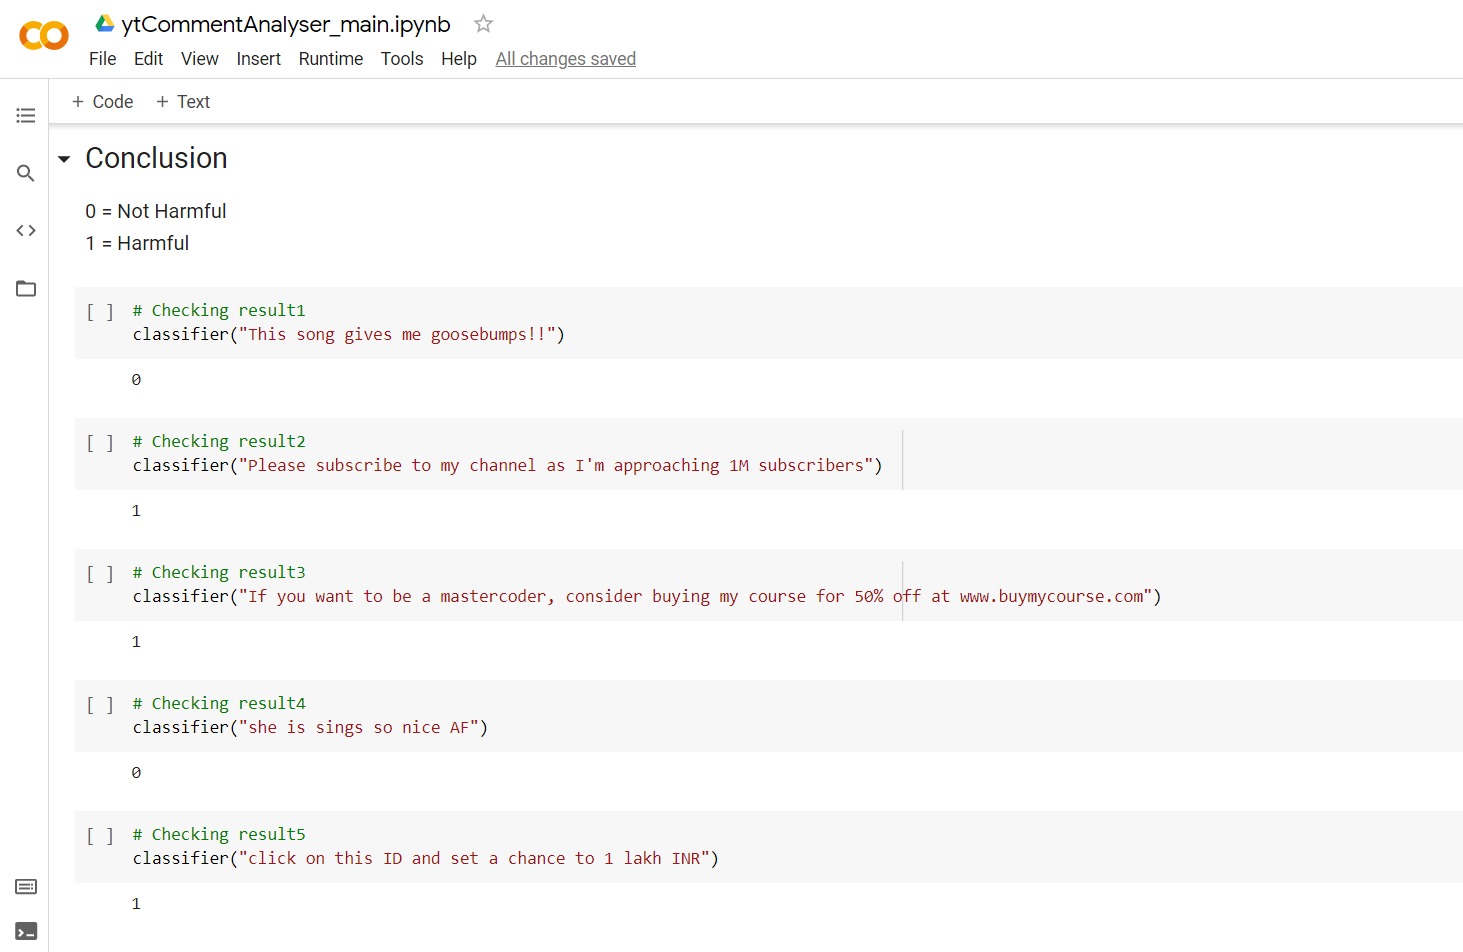 ytCommentAnalyser_main.ipynb
File Edit View Insert Runtime Tools Help All changes saved
+ Code + Text
Conclusion
0 = Not Harmful
1 = Harmful
[ ] # Checking result1
classifier("This song gives me goosebumps!!")
0
[ ] # Checking result2
classifier("Please subscribe to my channel as I'm approaching 1M subscribers")
1
[ ] # Checking result3
classifier("If you want to be a mastercoder, consider buying my course for 50% off at www.buymycourse.com")
1
[ ] # Checking result4
classifier("she is sings so nice AF")
0
[ ] # Checking result5
classifier("click on this ID and set a chance to 1 lakh INR")
1